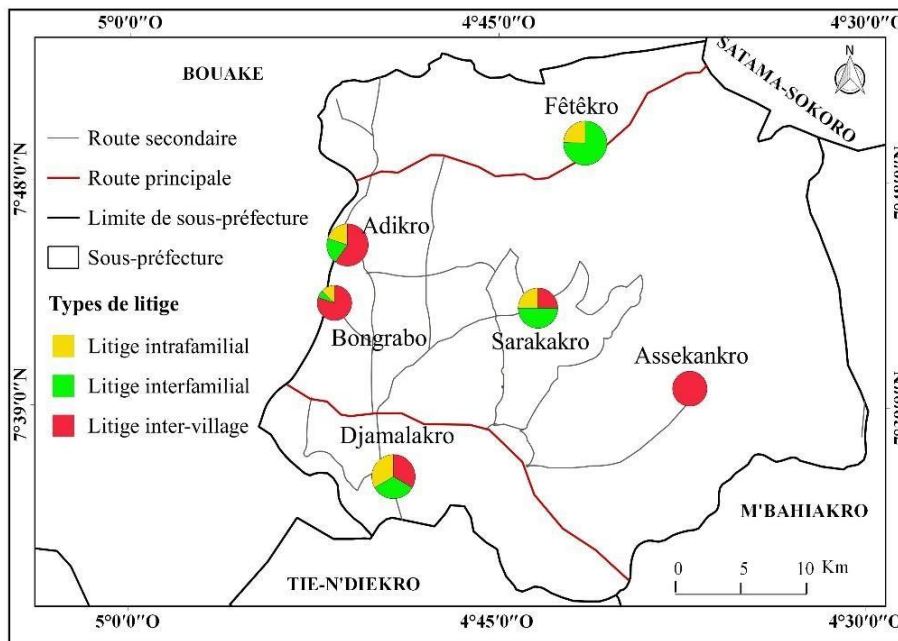 5°0'0"O 4°45'0"O 4°30'0"O
BOUAKE
SATAMA-SOKORO
N
Fêtêkro
Route secondaire
Route principale
Limite de sous-préfecture
Sous-préfecture
7°48'0"N
Adikro
Types de litige
Litige intrafamilial
Litige interfamilial
Litige inter-village
Bongrabo
Sarakakro
Assekankro
7°39'0"N
Djamalakro
M'BAHIAKRO
TIE-N'DIEKRO
0 5 10 Km
5°0'0"O 4°45'0"O 4°30'0"O